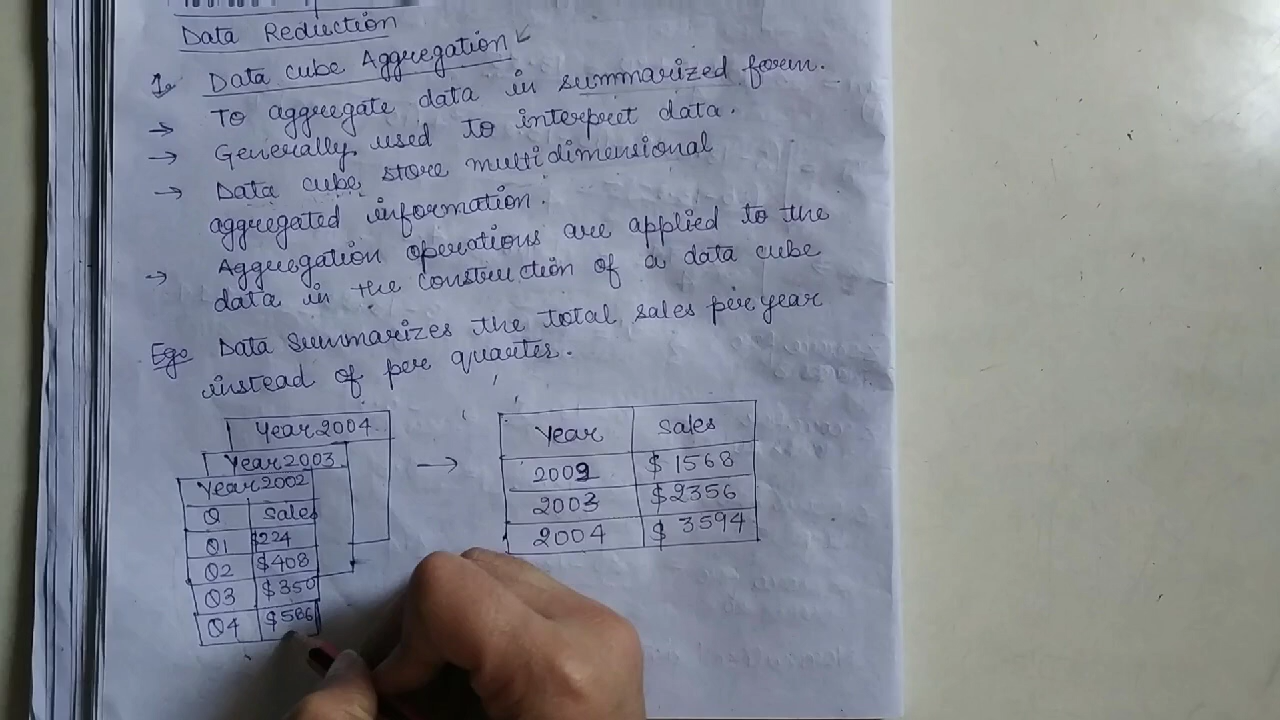 Data Reduction
1. Data cube Aggregation
→ To aggregate data in summarized form.
→ Generally used to interpret data.
→ Data cube store multidimensional
aggregated information.
→ Aggregation operations are applied to the
data in the construction of a data cube
Eg: Data summarizes the total sales per year
instead of per quarter.
Year 2004
Year 2003
Year 2002
Q Sales
Q1 $224
Q2 $408
Q3 $350
Q4 $586
→
Year Sales
2002 $1568
2003 $2356
2004 $3594